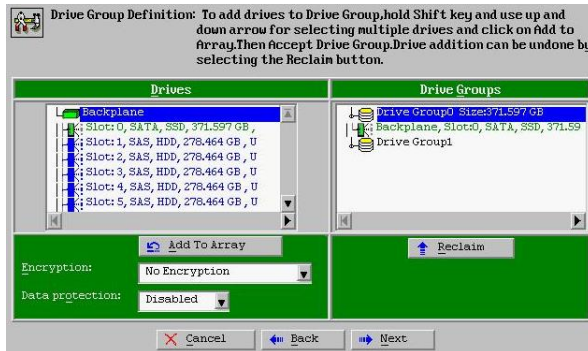 Drive Group Definition: To add drives to Drive Group,hold Shift key and use up and
down arrow for selecting multiple drives and click on Add to
Array.Then Accept Drive Group.Drive addition can be undone by
selecting the Reclaim button.
Drives
Backplane
Slot: 0, SATA, SSD, 371.597 GB,
Slot: 1, SAS, HDD, 278.464 GB, U
Slot: 2, SAS, HDD, 278.464 GB, U
Slot: 3, SAS, HDD, 278.464 GB, U
Slot: 4, SAS, HDD, 278.464 GB, U
Slot: 5, SAS, HDD, 278.464 GB, U
Add To Array
Encryption:
No Encryption
Data protection:
Disabled
Drive Groups
Drive Group0 Size:371.597 GB
Backplane, Slot:0, SATA, SSD, 371.59
Drive Group1
Reclaim
Cancel
Back
Next